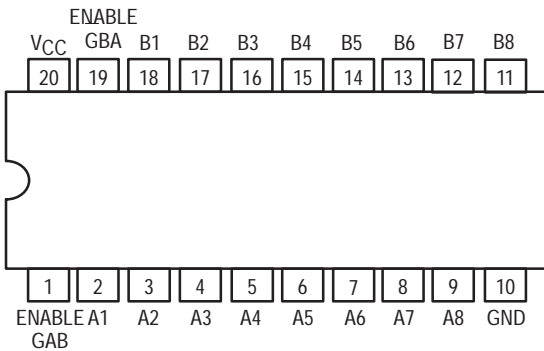 ENABLE
VCC GBA B1 B2 B3 B4 B5 B6 B7 B8
20 19 18 17 16 15 14 13 12 11
1 2 3 4 5 6 7 8 9 10
ENABLE A1 A2 A3 A4 A5 A6 A7 A8 GND
GAB